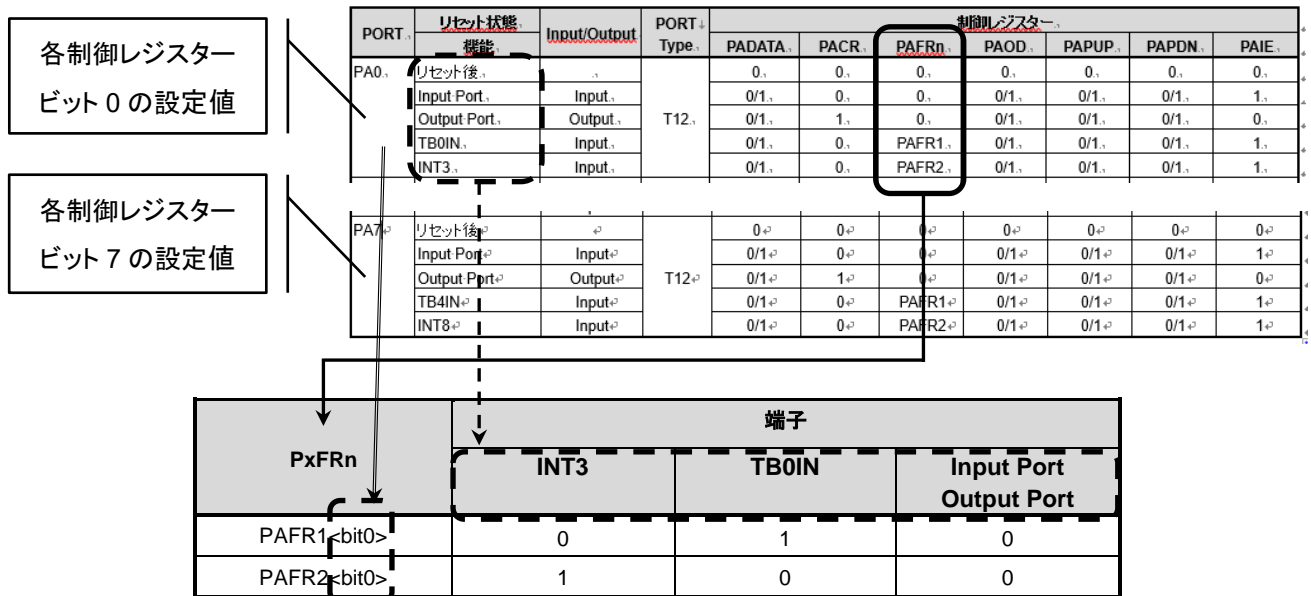 各制御レジスター
ビット 0 の設定値
各制御レジスター
ビット 7 の設定値
PORT リセット状態 Input/Output PORT 制御レジスター
機能 Type PADATA PACR PAFRn PAOD PAPUP PAPDN PAIE
PA0 リセット後 0 0 0 0 0 0 0
Input Port Input 0/1 0 0 0/1 0/1 0/1 1
Output Port Output T12 0/1 1 0 0/1 0/1 0/1 0
TB0IN Input 0/1 0 PAFR1 0/1 0/1 0/1 1
INT3 Input 0/1 0 PAFR2 0/1 0/1 0/1 1
PA7 リセット後 0 0 0 0 0 0 0
Input Port Input 0/1 0 0 0/1 0/1 0/1 1
Output Port Output T12 0/1 1 0 0/1 0/1 0/1 0
TB4IN Input 0/1 0 PAFR1 0/1 0/1 0/1 1
INT8 Input 0/1 0 PAFR2 0/1 0/1 0/1 1
PxFRn 端子
INT3 TB0IN Input Port
Output Port
PAFR1<bit0> 0 1 0
PAFR2<bit0> 1 0 0